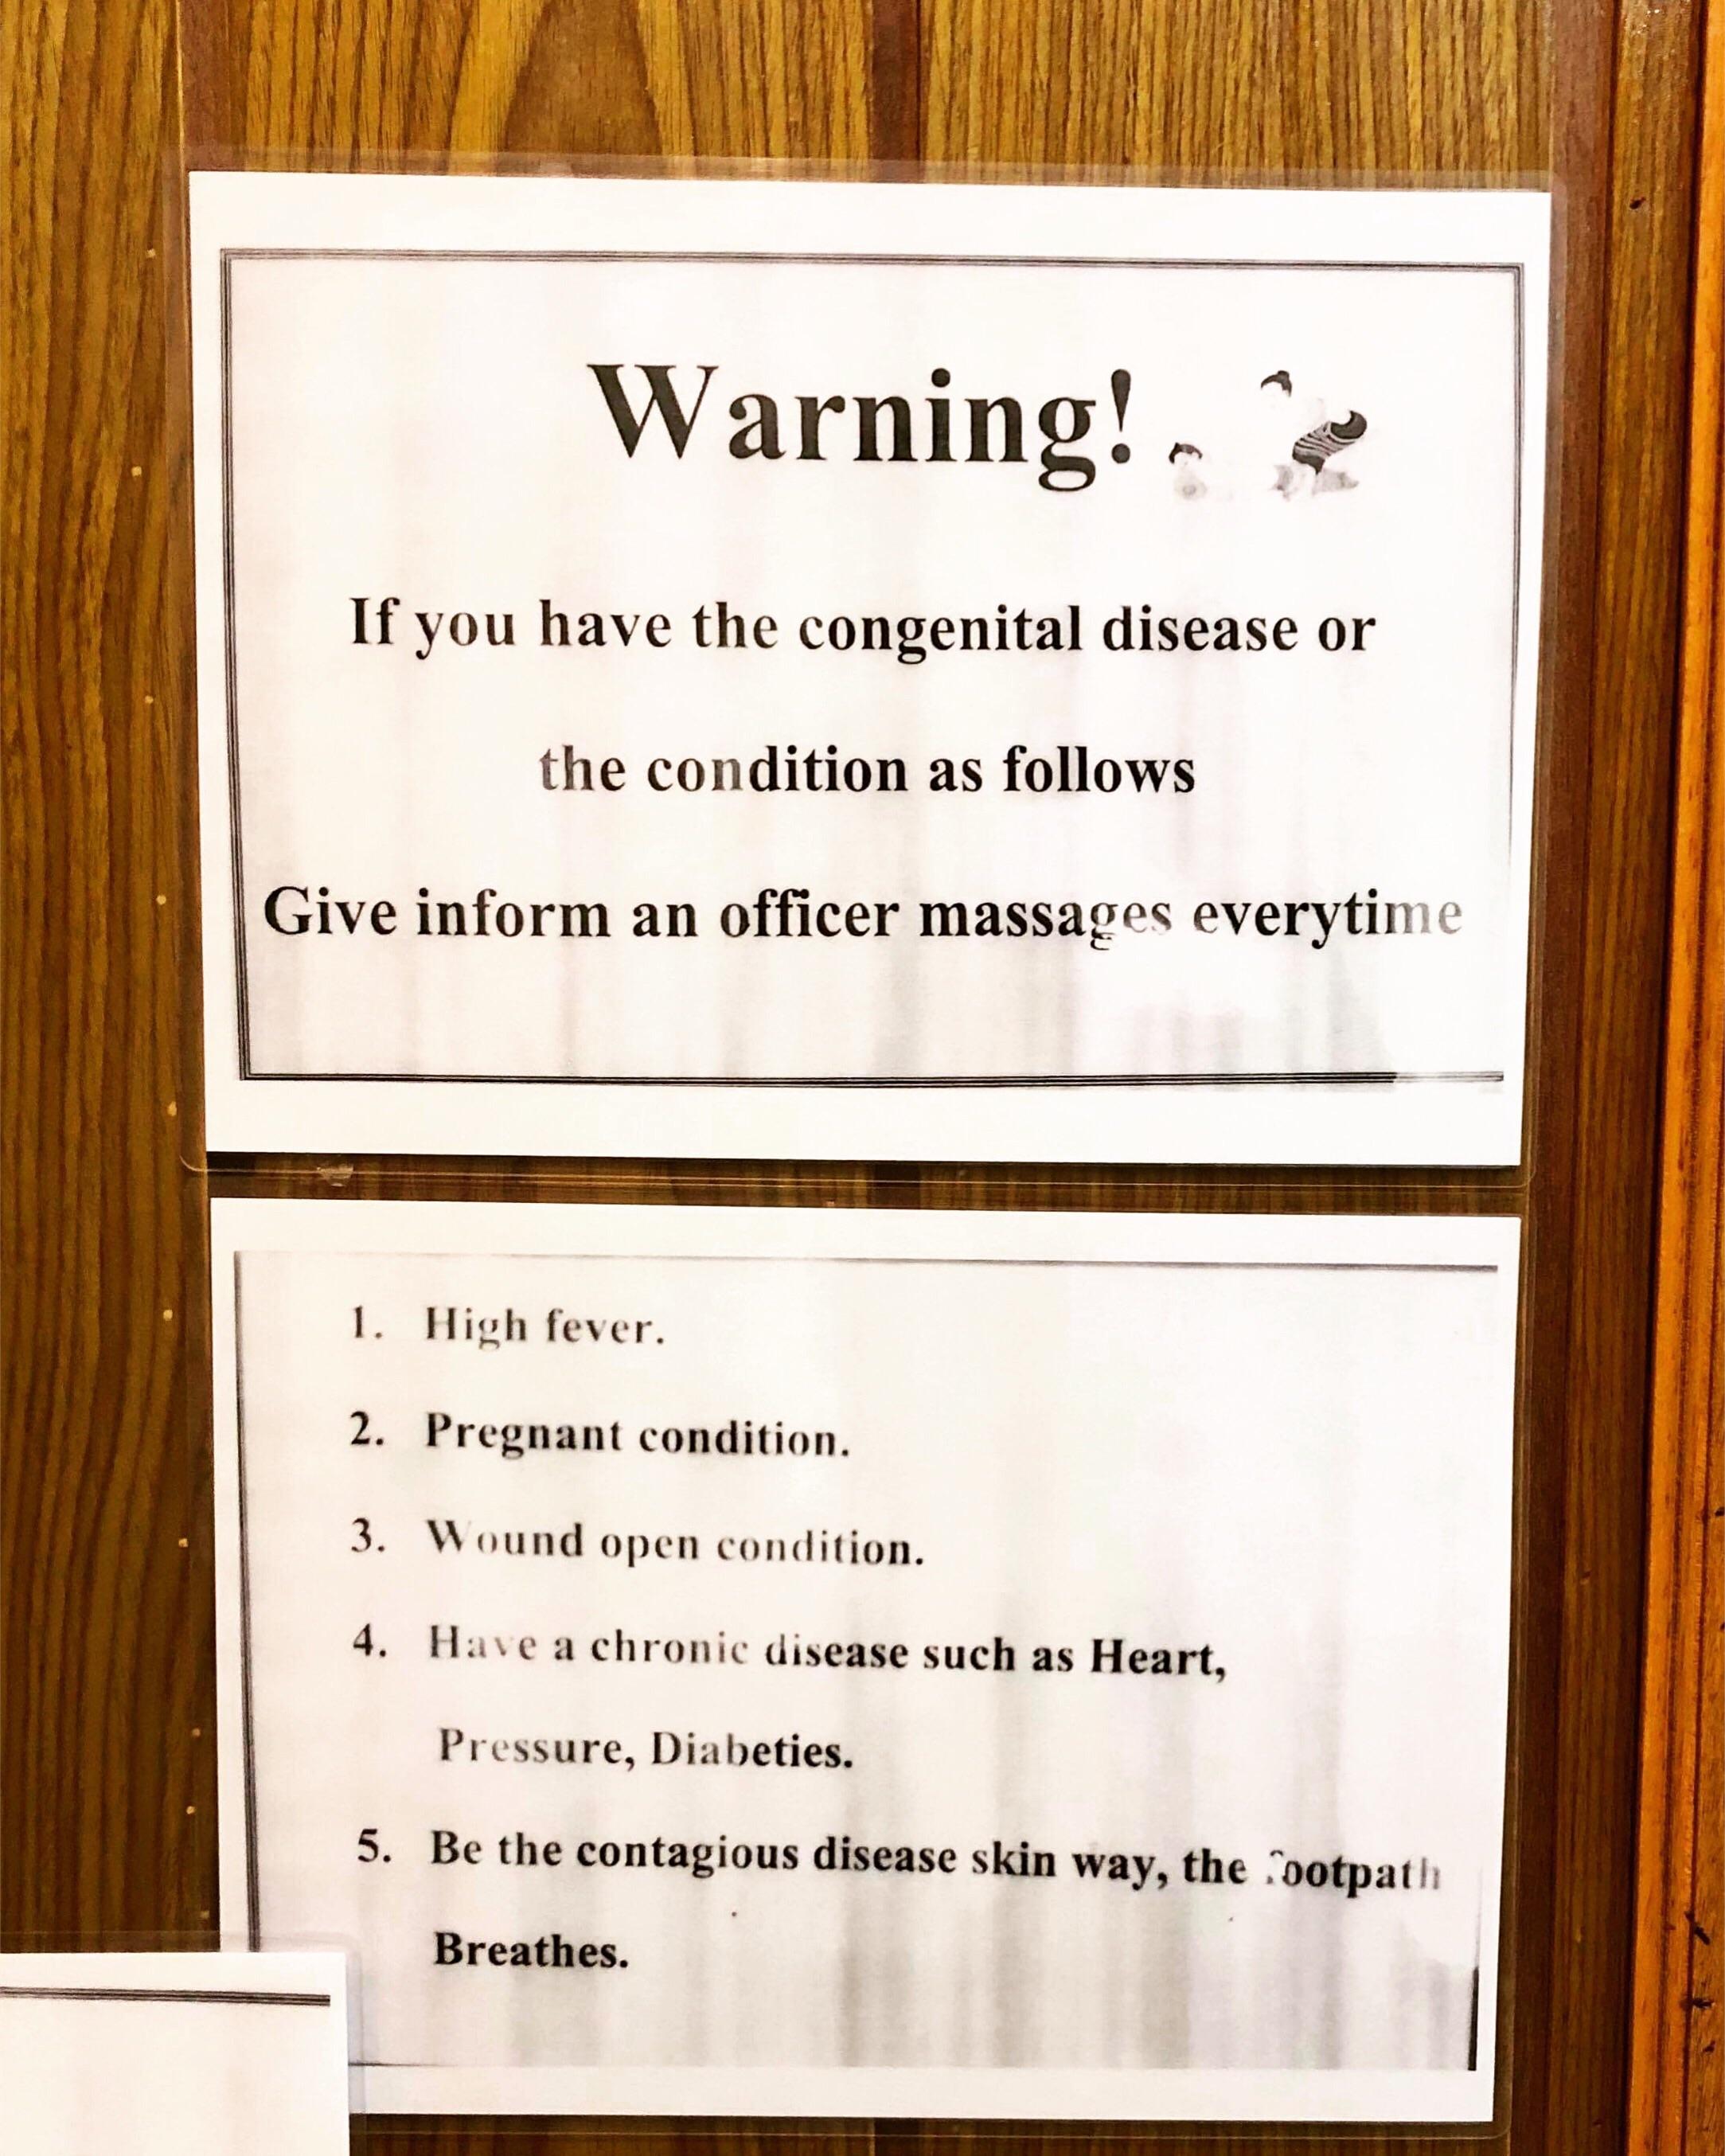 Warning!
If you have the congenital disease or
the condition as follows
Give inform an officer massages everytime
1. High fever.
2. Pregnant condition.
3. Wound open condition.
4. Have a chronic disease such as Heart,
Pressure, Diabeties.
5. Be the contagious disease skin way, the footpath
Breathes.